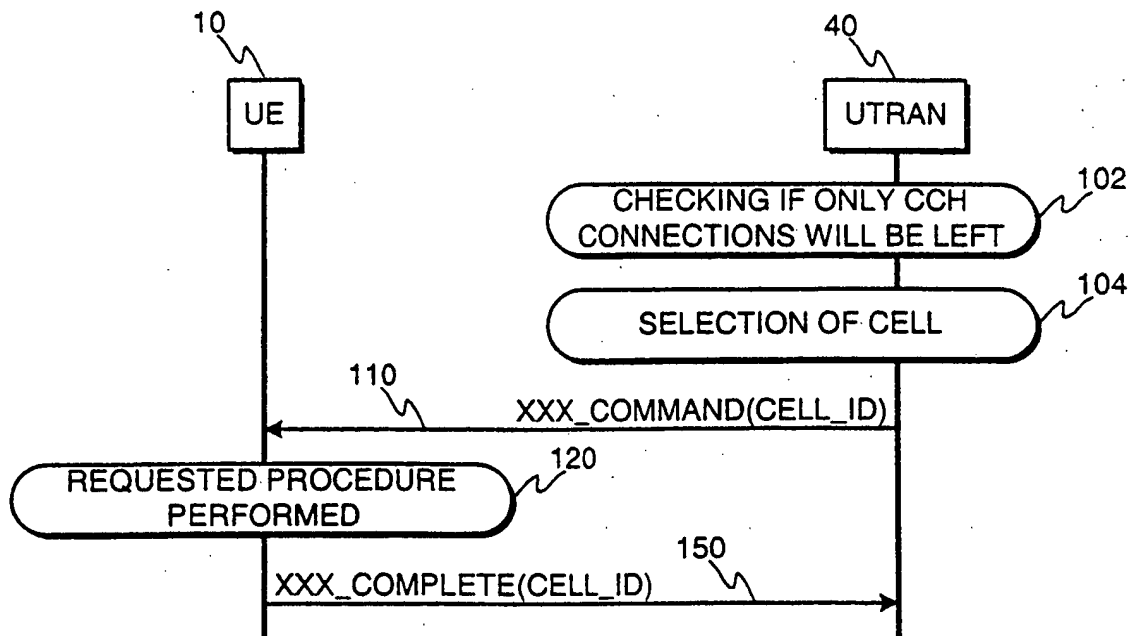 10
40
UE
UTRAN
102
CHECKING IF ONLY CCH
CONNECTIONS WILL BE LEFT
104
SELECTION OF CELL
110
XXX_COMMAND(CELL_ID)
120
REQUESTED PROCEDURE
PERFORMED
150
XXX_COMPLETE(CELL_ID)